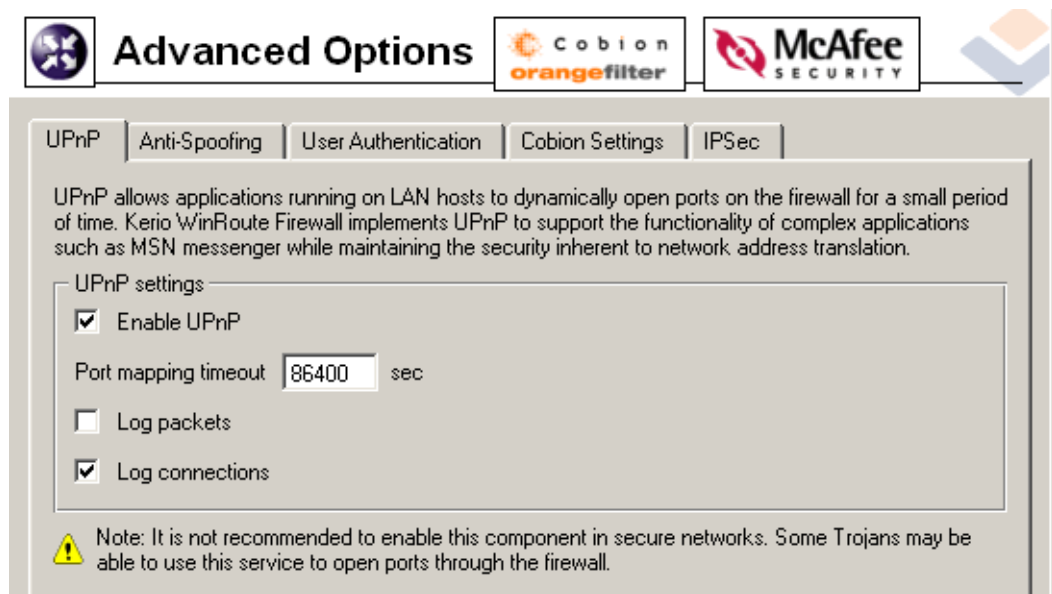 Advanced Options
Cobion
orangefilter
McAfee
SECURITY
UPnP
Anti-Spoofing
User Authentication
Cobion Settings
IPSec
UPnP allows applications running on LAN hosts to dynamically open ports on the firewall for a small period
of time. Kerio WinRoute Firewall implements UPnP to support the functionality of complex applications
such as MSN messenger while maintaining the security inherent to network address translation.
UPnP settings
Enable UPnP
Port mapping timeout 86400 sec
Log packets
Log connections
Note: It is not recommended to enable this component in secure networks. Some Trojans may be
able to use this service to open ports through the firewall.